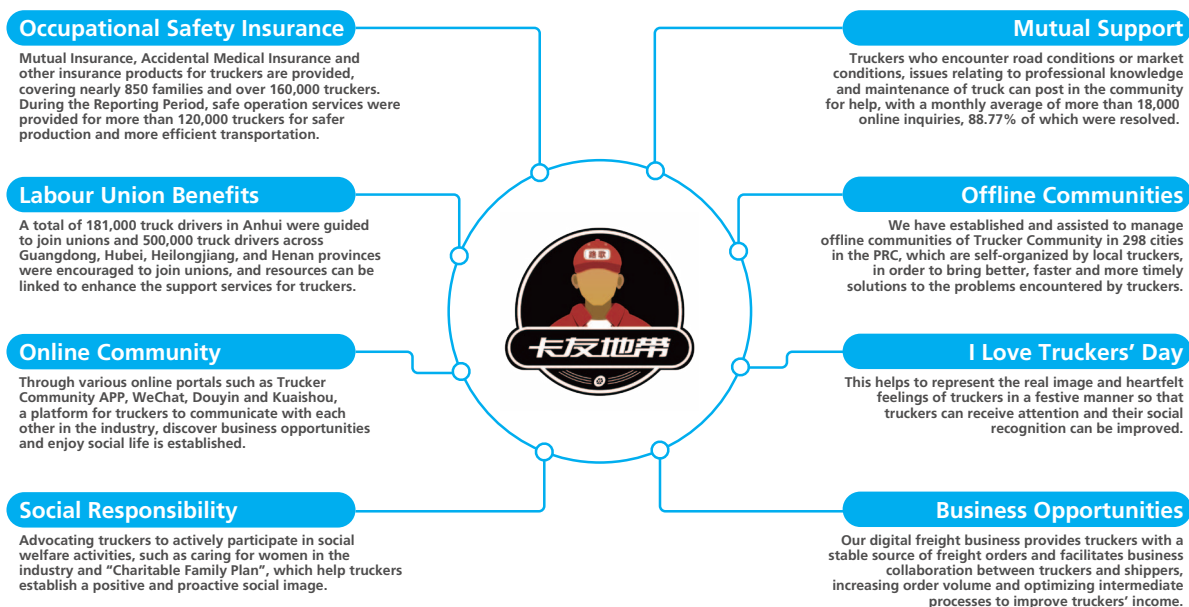 Occupational Safety Insurance
Mutual Insurance, Accidental Medical Insurance and
other insurance products for truckers are provided,
covering nearly 850 families and over 160,000 truckers.
During the Reporting Period, safe operation services were
provided for more than 120,000 truckers for safer
production and more efficient transportation.
Labour Union Benefits
A total of 181,000 truck drivers in Anhui were guided
to join unions and 500,000 truck drivers across
Guangdong, Hubei, Heilongjiang, and Henan provinces
were encouraged to join unions, and resources can be
linked to enhance the support services for truckers.
Online Community
Through various online portals such as Trucker
Community APP, WeChat, Douyin and Kuaishou,
a platform for truckers to communicate with each
other in the industry, discover business opportunities
and enjoy social life is established.
Social Responsibility
Advocating truckers to actively participate in social
welfare activities, such as caring for women in the
industry and “Charitable Family Plan”, which help truckers
establish a positive and proactive social image.
路歌
卡友地带
Mutual Support
Truckers who encounter road conditions or market
conditions, issues relating to professional knowledge
and maintenance of truck can post in the community
for help, with a monthly average of more than 18,000
online inquiries, 88.77% of which were resolved.
Offline Communities
We have established and assisted to manage
offline communities of Trucker Community in 298 cities
in the PRC, which are self-organized by local truckers,
in order to bring better, faster and more timely
solutions to the problems encountered by truckers.
I Love Truckers’ Day
This helps to represent the real image and heartfelt
feelings of truckers in a festive manner so that
truckers can receive attention and their social
recognition can be improved.
Business Opportunities
Our digital freight business provides truckers with a
stable source of freight orders and facilitates business
collaboration between truckers and shippers,
increasing order volume and optimizing intermediate
processes to improve truckers’ income.